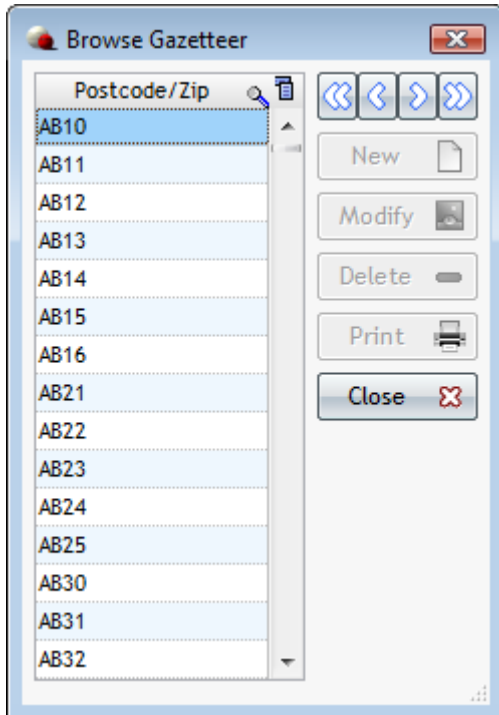 Browse Gazetteer
Postcode/Zip
AB10
AB11
AB12
AB13
AB14
AB15
AB16
AB21
AB22
AB23
AB24
AB25
AB30
AB31
AB32
New
Modify
Delete
Print
Close